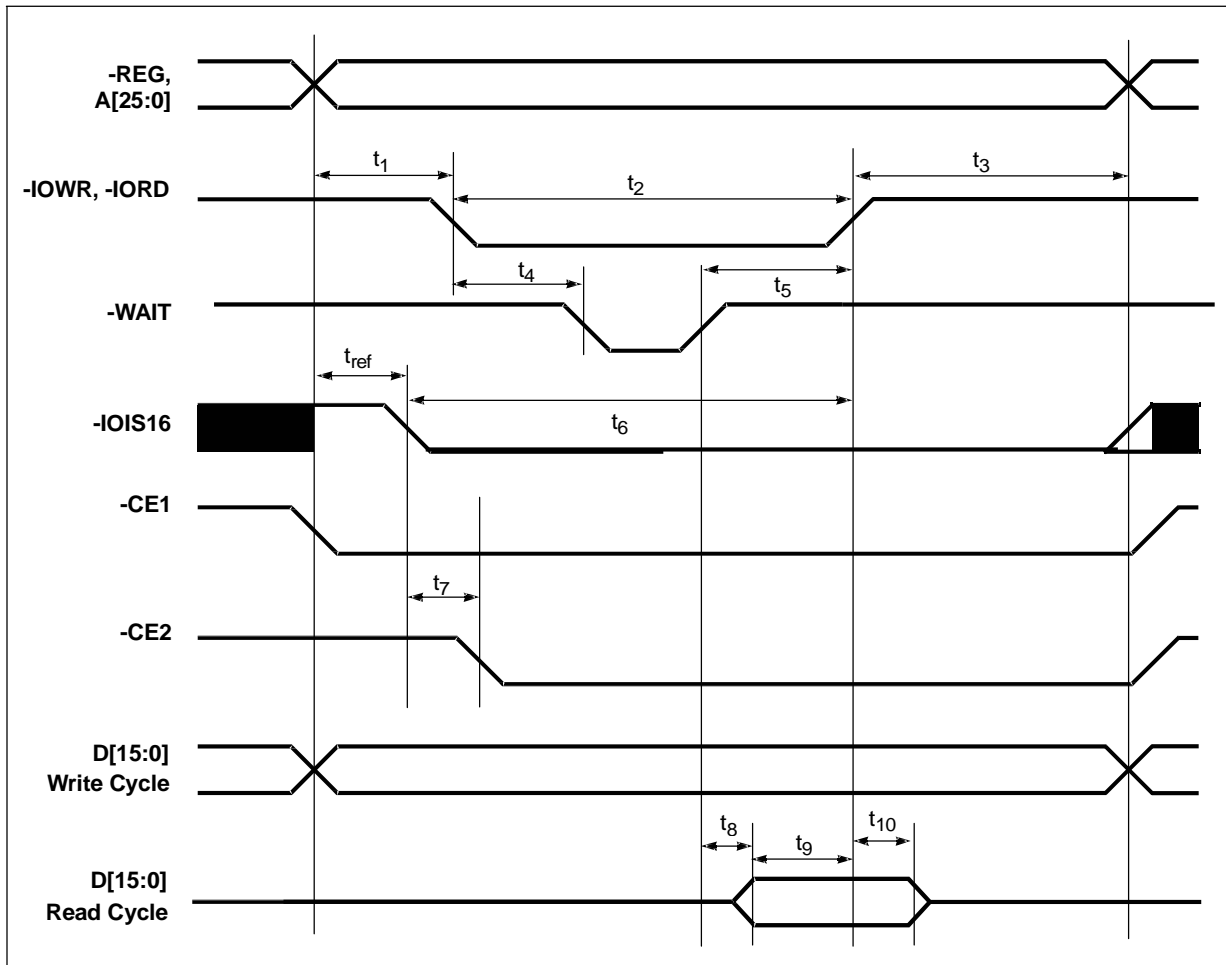 -REG,
A[25:0]
t1
t2
t3
-IOWR, -IORD
t4
t5
-WAIT
tref
t6
-IOIS16
-CE1
t7
-CE2
D[15:0]
Write Cycle
t8
t9
t10
D[15:0]
Read Cycle